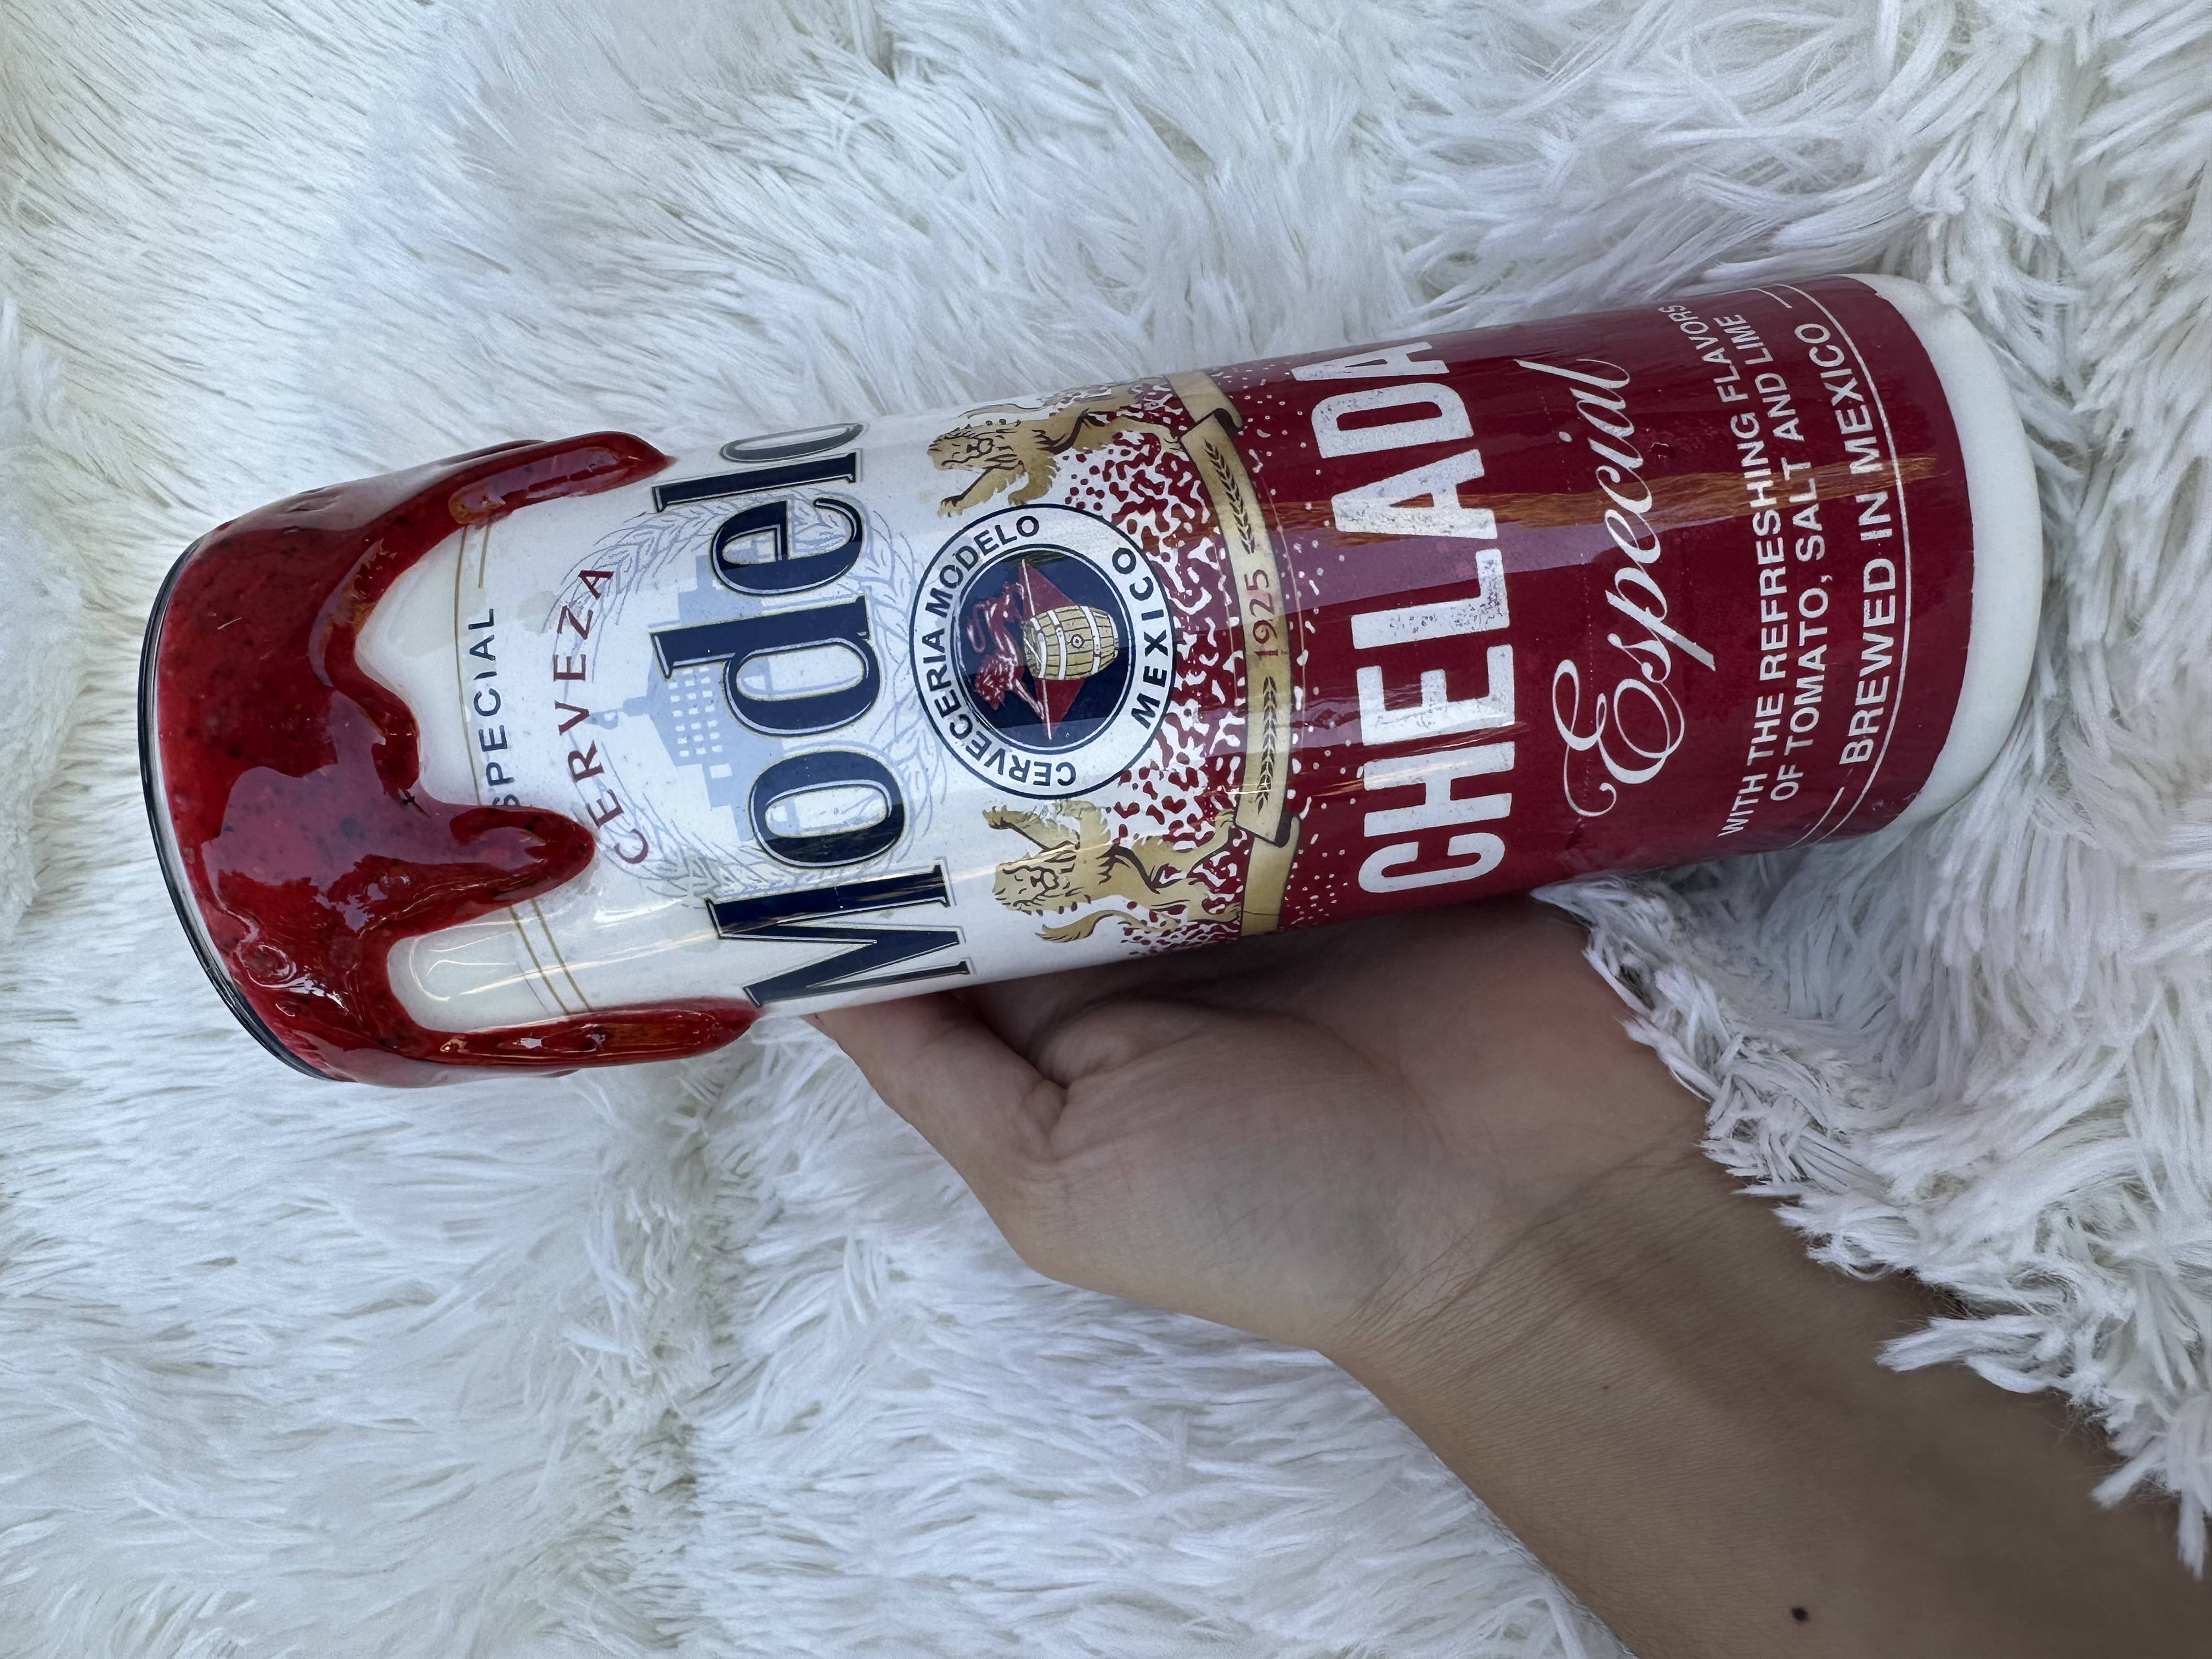 SPECIAL
CERVEZA
Modelo
CERVECERIA MODELO
MEXICO
1925
CHELADA
Especial
WITH THE REFRESHING FLAVORS
OF TOMATO, SALT AND LIME
BREWED IN MEXICO